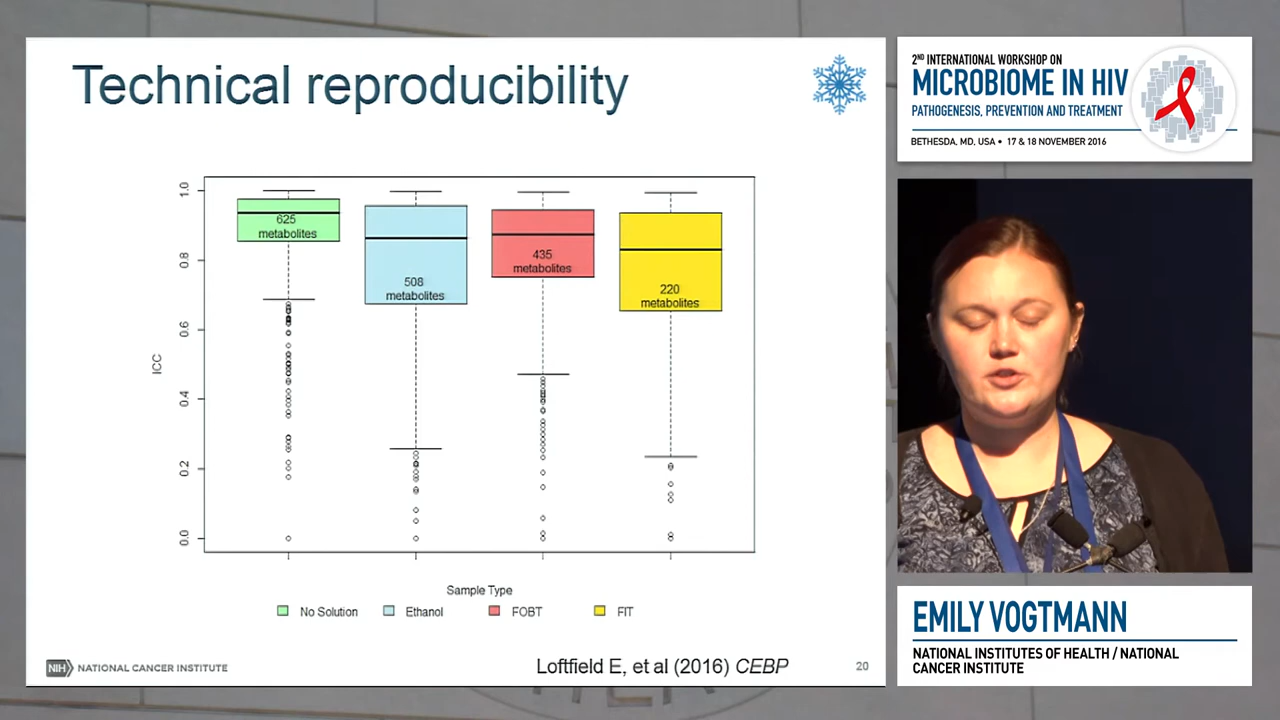 Technical reproducibility
1.0
0.8
0.6
0.4
0.2
0.0
ICC
625
metabolites
508
metabolites
435
metabolites
220
metabolites
Sample Type
No Solution
Ethanol
FOBT
FIT
NIH NATIONAL CANCER INSTITUTE
Loftfield E, et al (2016) CEBP
20
2ND INTERNATIONAL WORKSHOP ON
MICROBIOME IN HIV
PATHOGENESIS, PREVENTION AND TREATMENT
BETHESDA, MD, USA • 17 & 18 NOVEMBER 2016
EMILY VOGTMANN
NATIONAL INSTITUTES OF HEALTH / NATIONAL
CANCER INSTITUTE